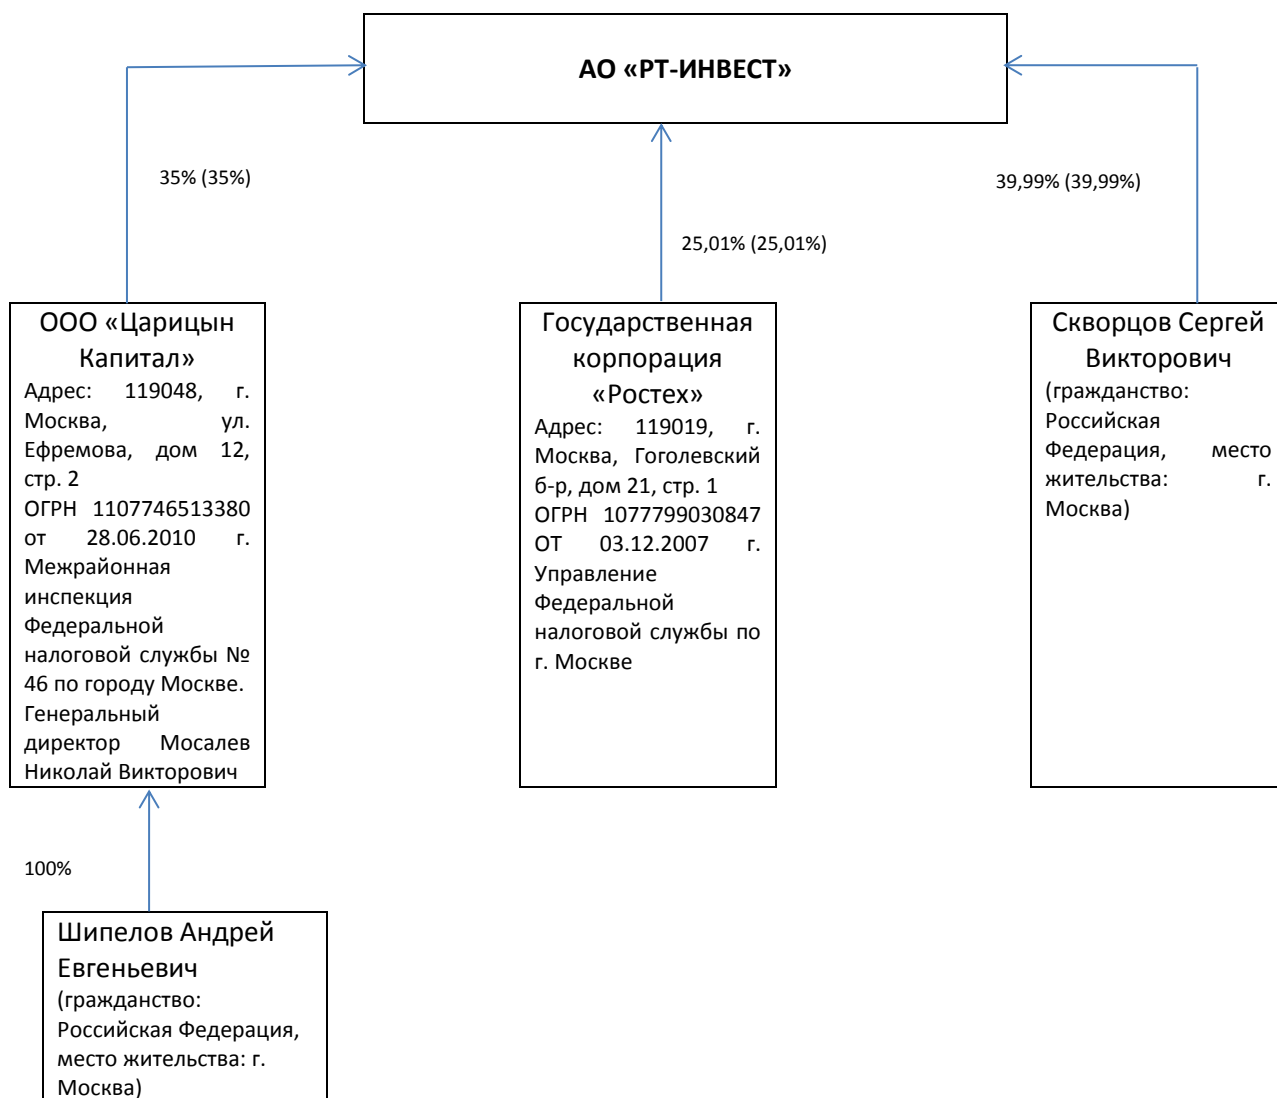 АО «РТ-ИНВЕСТ»
35% (35%)
39,99% (39,99%)
25,01% (25,01%)
ООО «Царицын
Капитал»
Адрес: 119048, г.
Москва, ул.
Ефремова, дом 12,
стр. 2
ОГРН 1107746513380
от 28.06.2010 г.
Межрайонная
инспекция
Федеральной
налоговой службы №
46 по городу Москве.
Генеральный
директор Мосалев
Николай Викторович
Государственная
корпорация
«Ростех»
Адрес: 119019, г.
Москва, Гоголевский
б-р, дом 21, стр. 1
ОГРН 1077799030847
ОТ 03.12.2007 г.
Управление
Федеральной
налоговой службы по
г. Москве
Скворцов Сергей
Викторович
(гражданство:
Российская
Федерация, место
жительства: г.
Москва)
100%
Шипелов Андрей
Евгеньевич
(гражданство:
Российская Федерация,
место жительства: г.
Москва)